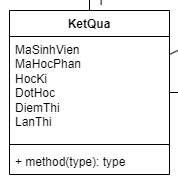 KetQua
MaSinhVien
MaHocPhan
HocKi
DotHoc
DiemThi
LanThi
+ method(type): type